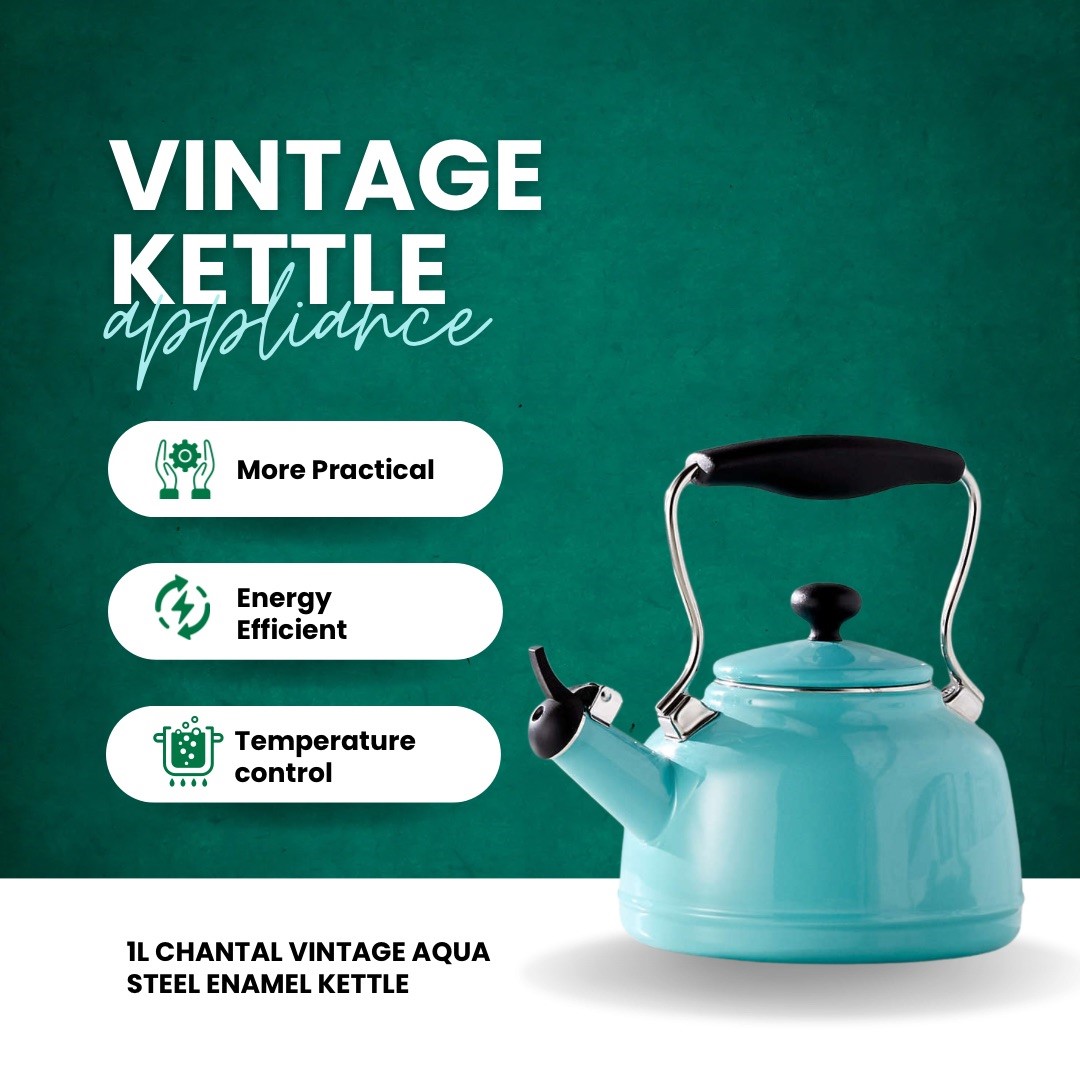 VINTAGE
KETTLE
appliance
More Practical
Energy
Efficient
Temperature
control
1L CHANTAL VINTAGE AQUA
STEEL ENAMEL KETTLE